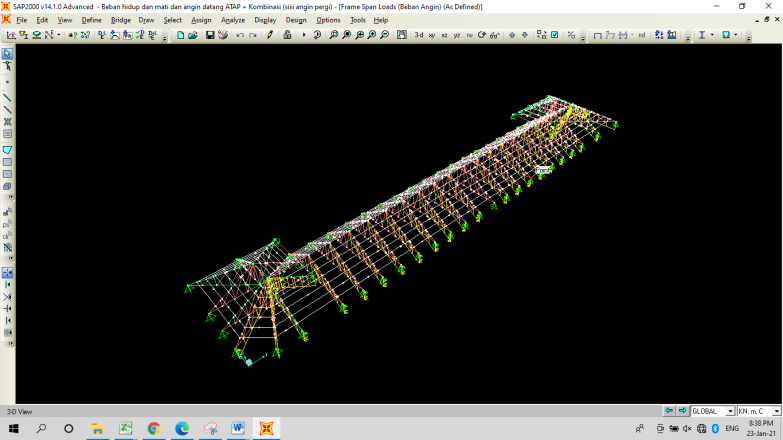 SAP2000 v14.1.0 Advanced - Beban hidup dan mati dan angin datang ATAP + Kombinasi (sisi angin pergi) - [Frame Span Loads (Beban Angin) (As Defined)]
File Edit View Define Bridge Draw Select Assign Analyze Display Design Options Tools Help
3-d xy xz yz nv
nd
3-D View
GLOBAL
KN, m, C
ENG
8:38 PM
23-Jan-21